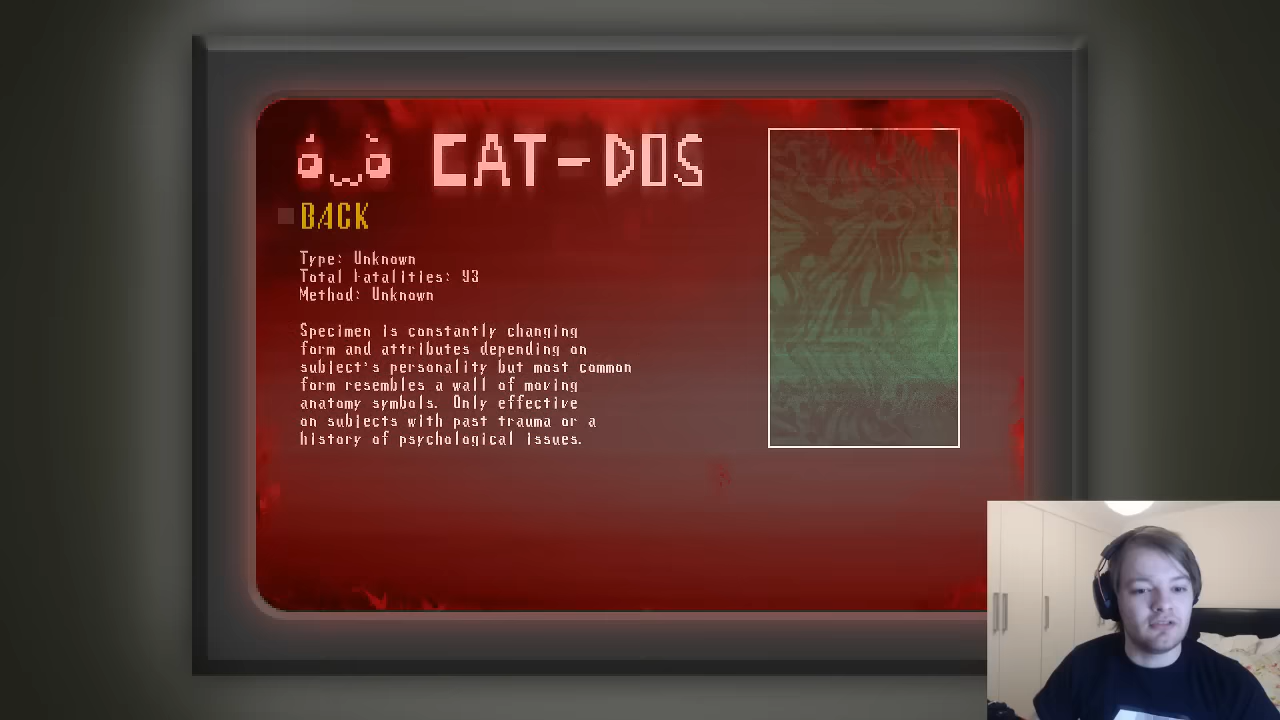 CAT-DOS
BACK
Type: Unknown
Total Fatalities: 93
Method: Unknown
Specimen is constantly changing
form and attributes depending on
subject's personality but most common
form resembles a wall of moving
anatomy symbols. Only effective
on subjects with past trauma or a
history of psychological issues.